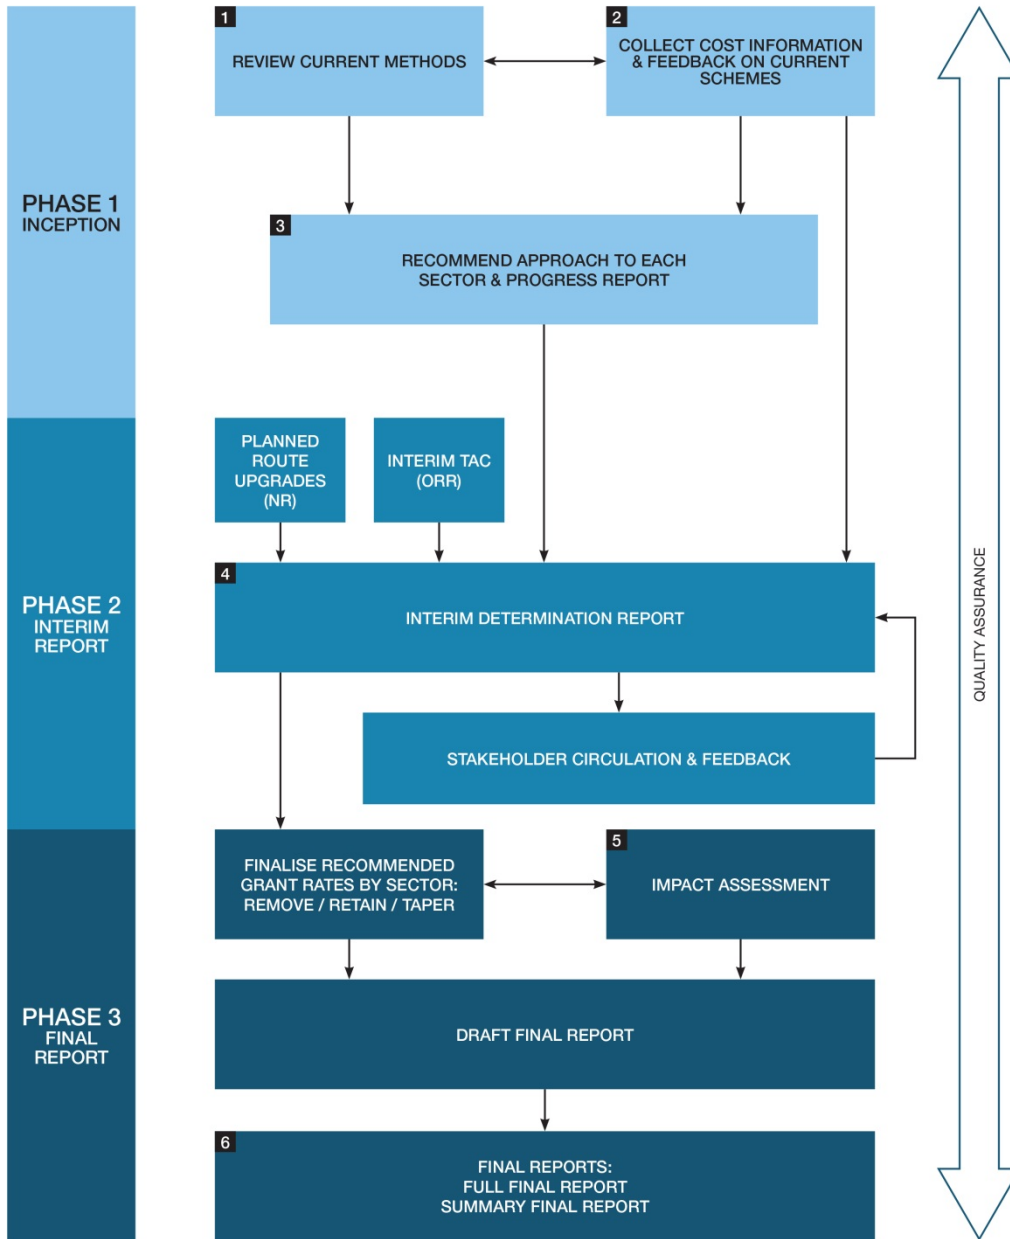 1
REVIEW CURRENT METHODS
2
COLLECT COST INFORMATION
& FEEDBACK ON CURRENT
SCHEMES
PHASE 1
INCEPTION
3
RECOMMEND APPROACH TO EACH
SECTOR & PROGRESS REPORT
PLANNED
ROUTE
UPGRADES
(NR)
INTERIM TAC
(ORR)
PHASE 2
INTERIM
REPORT
4
INTERIM DETERMINATION REPORT
STAKEHOLDER CIRCULATION & FEEDBACK
QUALITY ASSURANCE
PHASE 3
FINAL
REPORT
FINALISE RECOMMENDED
GRANT RATES BY SECTOR:
REMOVE / RETAIN / TAPER
5
IMPACT ASSESSMENT
DRAFT FINAL REPORT
6
FINAL REPORTS:
FULL FINAL REPORT
SUMMARY FINAL REPORT